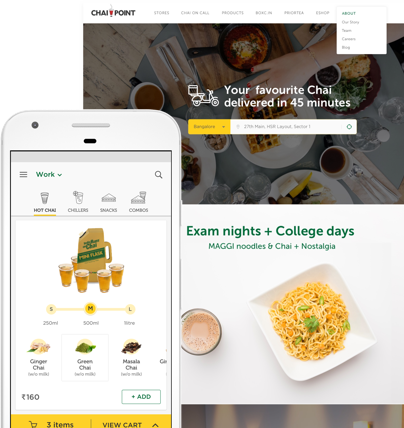 CHAI POINT
STORES CHAI ON CALL PRODUCTS BOXC.IN PRIORTEA ESHOP ABOUT
Our Story
Team
Careers
Blog
Your favourite Chai
delivered in 45 minutes
Bangalore 27th Main, HSR Layout, Sector 1
Exam nights + College days
MAGGI noodles & Chai + Nostalgia
Work
HOT CHAI CHILLERS SNACKS COMBOS
MINI FLASK
S M L
250ml 500ml 1litre
Ginger Chai (w/o milk)
Green Chai (w/o milk)
Masala Chai (w/o milk)
₹160 + ADD
3 items VIEW CART